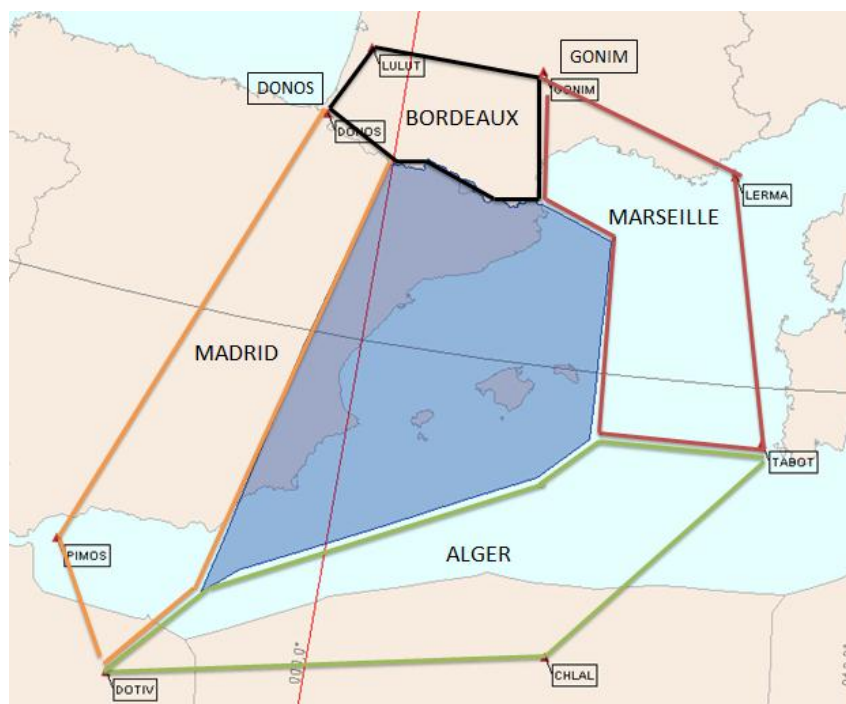 GONIM
LULUT
DONOS
GONIM
BORDEAUX
DONOS
LERMA
MARSEILLE
MADRID
TABOT
PIMOS
ALGER
CHLAL
DOTIV